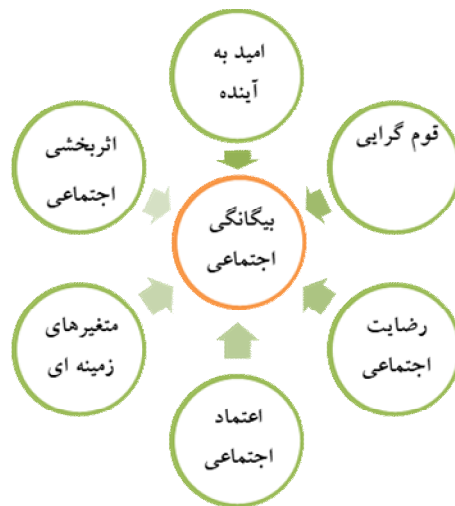 امید به
آینده
قوم گرایی
اثربخشی
اجتماعی
بیگانگی
اجتماعی
رضایت
اجتماعی
متغیرهای
زمینه ای
اعتماد
اجتماعی